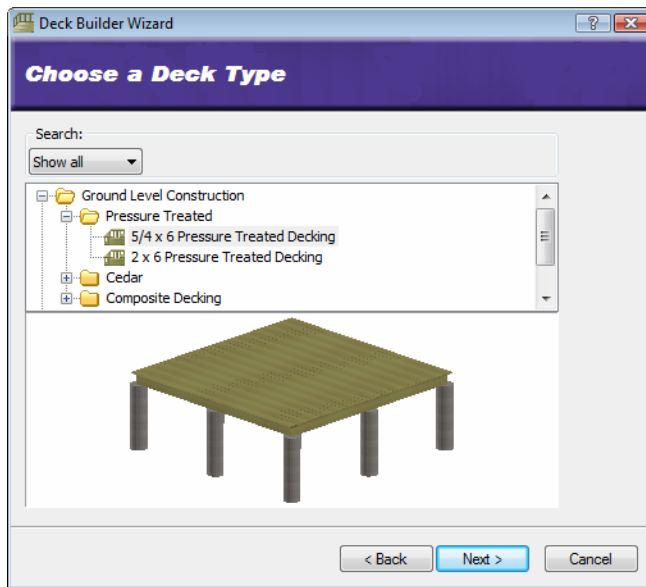 Deck Builder Wizard
Choose a Deck Type
Search:
Show all
Ground Level Construction
Pressure Treated
5/4 x 6 Pressure Treated Decking
2 x 6 Pressure Treated Decking
Cedar
Composite Decking
< Back Next > Cancel